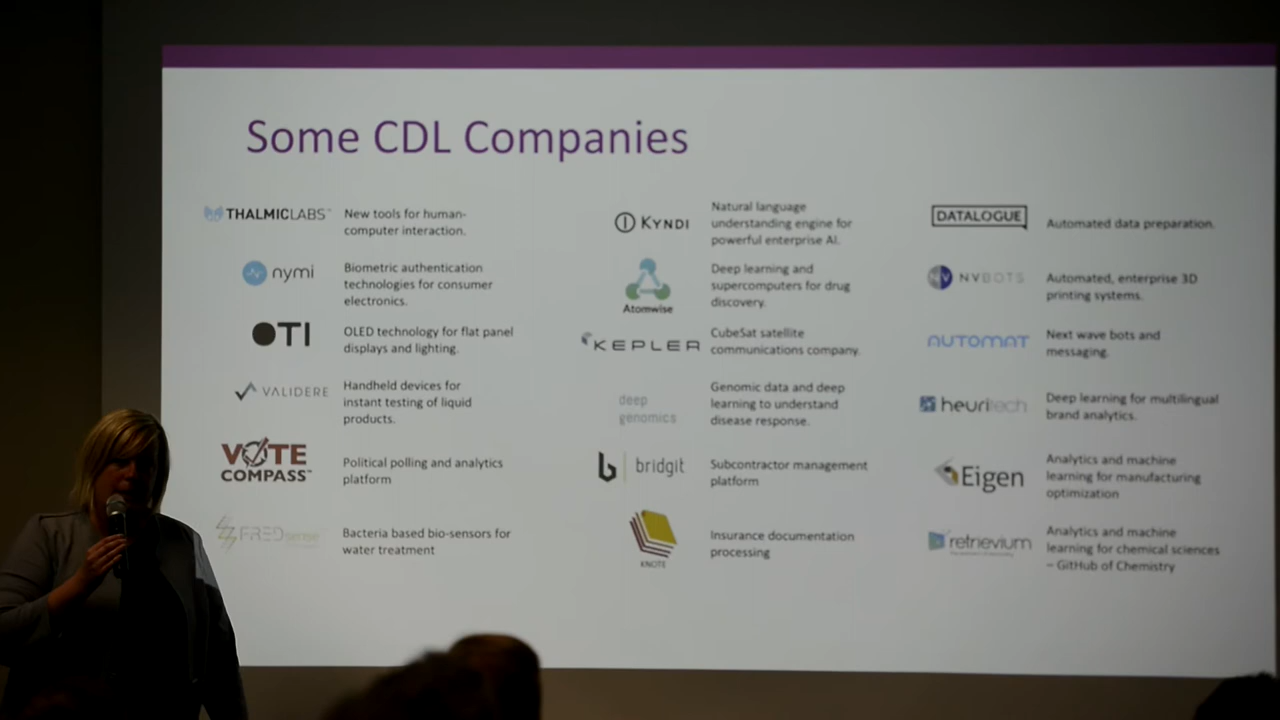 Some CDL Companies
THALMICLABS™
New tools for human-
computer interaction.
nymi
Biometric authentication
technologies for consumer
electronics.
OTI
OLED technology for flat panel
displays and lighting.
VALIDERE
Handheld devices for
instant testing of liquid
products.
VOTE
COMPASS™
Political polling and analytics
platform
FREDsense
Bacteria based bio-sensors for
water treatment
KYNDI
Natural language
understanding engine for
powerful enterprise AI.
Atomwise
Deep learning and
supercomputers for drug
discovery.
KEPLER
CubeSat satellite
communications company.
deep
genomics
Genomic data and deep
learning to understand
disease response.
b bridgit
Subcontractor management
platform
KNOTE
Insurance documentation
processing
DATALOGUE
Automated data preparation.
NV NVBOTS
Automated, enterprise 3D
printing systems.
AUTOMAT
Next wave bots and
messaging.
heuritech
Deep learning for multilingual
brand analytics.
Eigen
Analytics and machine
learning for manufacturing
optimization
retrievium
Analytics and machine
learning for chemical sciences
– GitHub of Chemistry